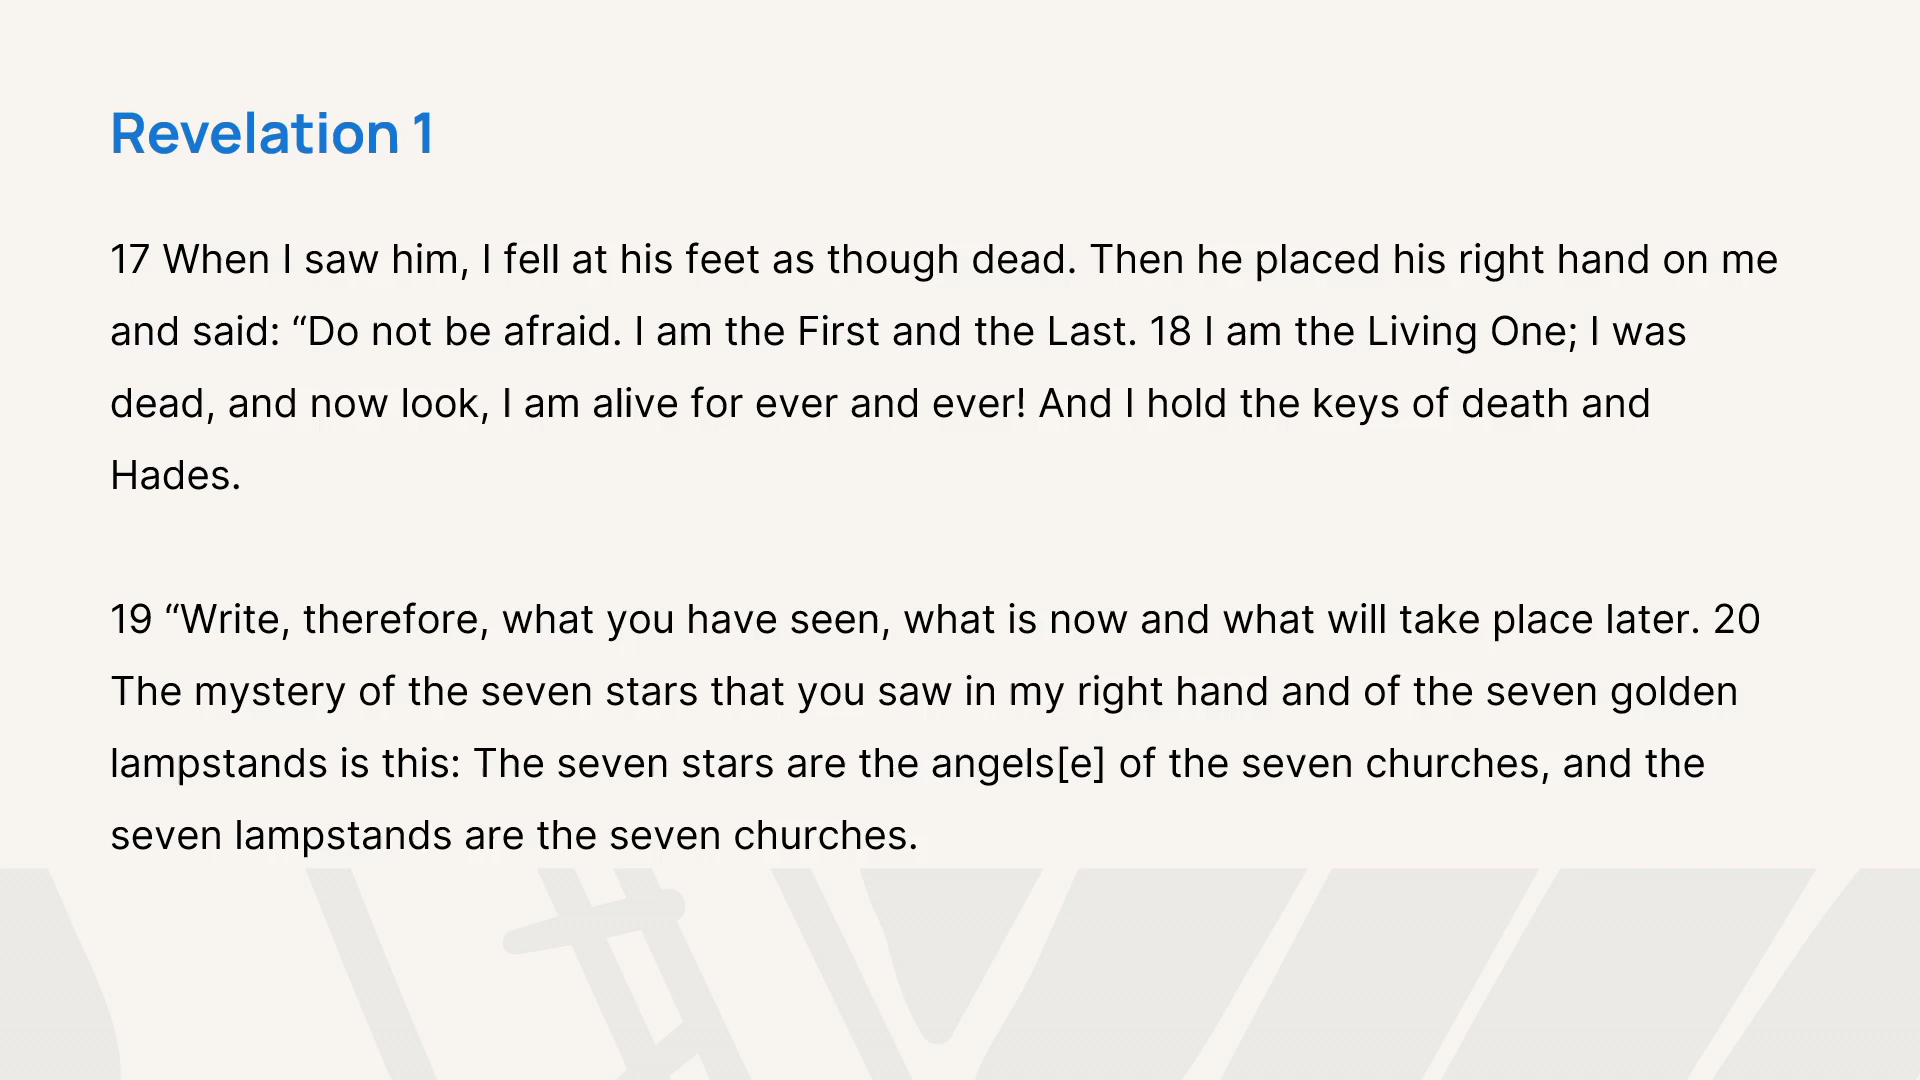 Revelation 1
17 When I saw him, I fell at his feet as though dead. Then he placed his right hand on me
and said: “Do not be afraid. I am the First and the Last. 18 I am the Living One; I was
dead, and now look, I am alive for ever and ever! And I hold the keys of death and
Hades.
19 “Write, therefore, what you have seen, what is now and what will take place later. 20
The mystery of the seven stars that you saw in my right hand and of the seven golden
lampstands is this: The seven stars are the angels[e] of the seven churches, and the
seven lampstands are the seven churches.